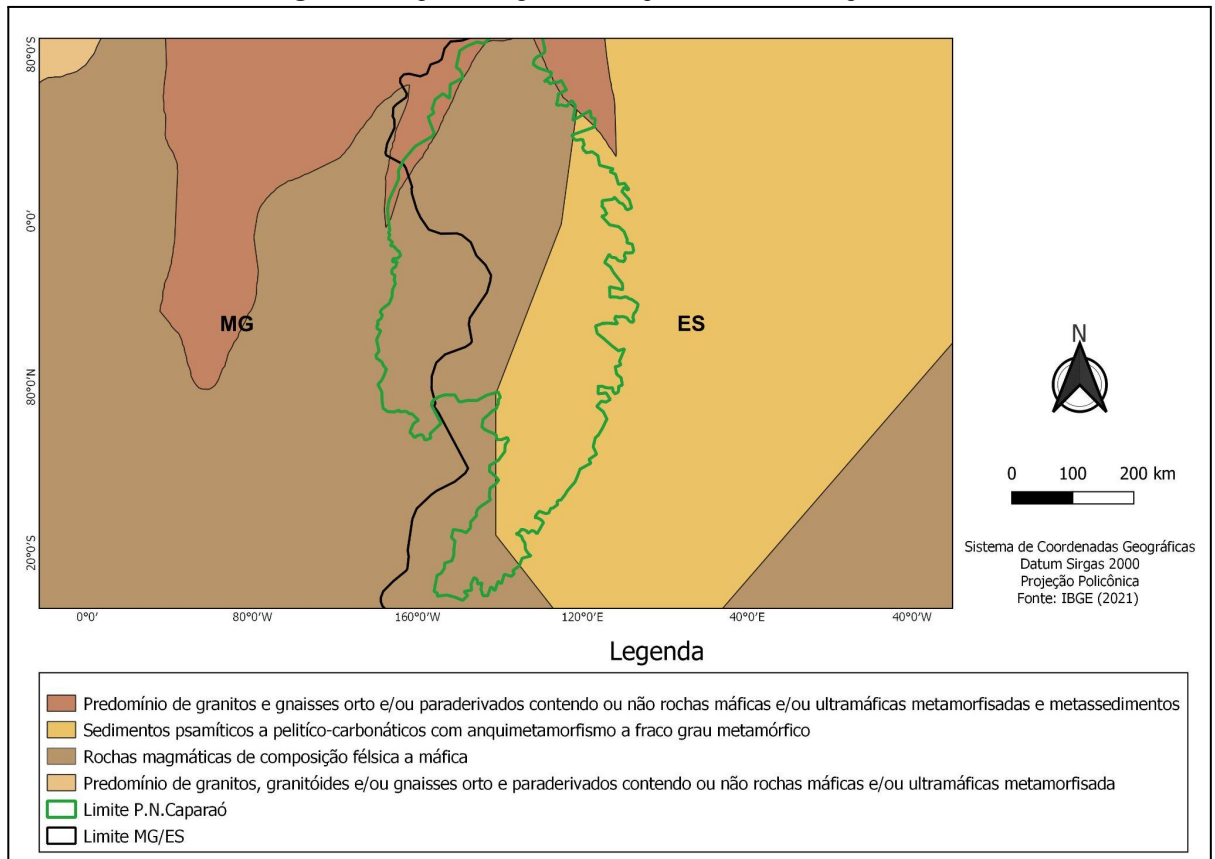 80°0'S
0°0'
80°0'N
20°0'S
MG
ES
0°0'
80°0'W
160°0'W
120°0'E
40°0'E
40°0'W
N
0 100 200 km
Sistema de Coordenadas Geográficas
Datum Sirgas 2000
Projeção Policônica
Fonte: IBGE (2021)
Legenda
Predomínio de granitos e gnaisses orto e/ou paraderivados contendo ou não rochas máficas e/ou ultramáficas metamorfisadas e metassedimentos
Sedimentos psamíticos a pelitíco-carbonáticos com anquimetamorfismo a fraco grau metamórfico
Rochas magmáticas de composição félsica a máfica
Predomínio de granitos, granitóides e/ou gnaisses orto e paraderivados contendo ou não rochas máficas e/ou ultramáficas metamorfisada
Limite P.N.Caparaó
Limite MG/ES